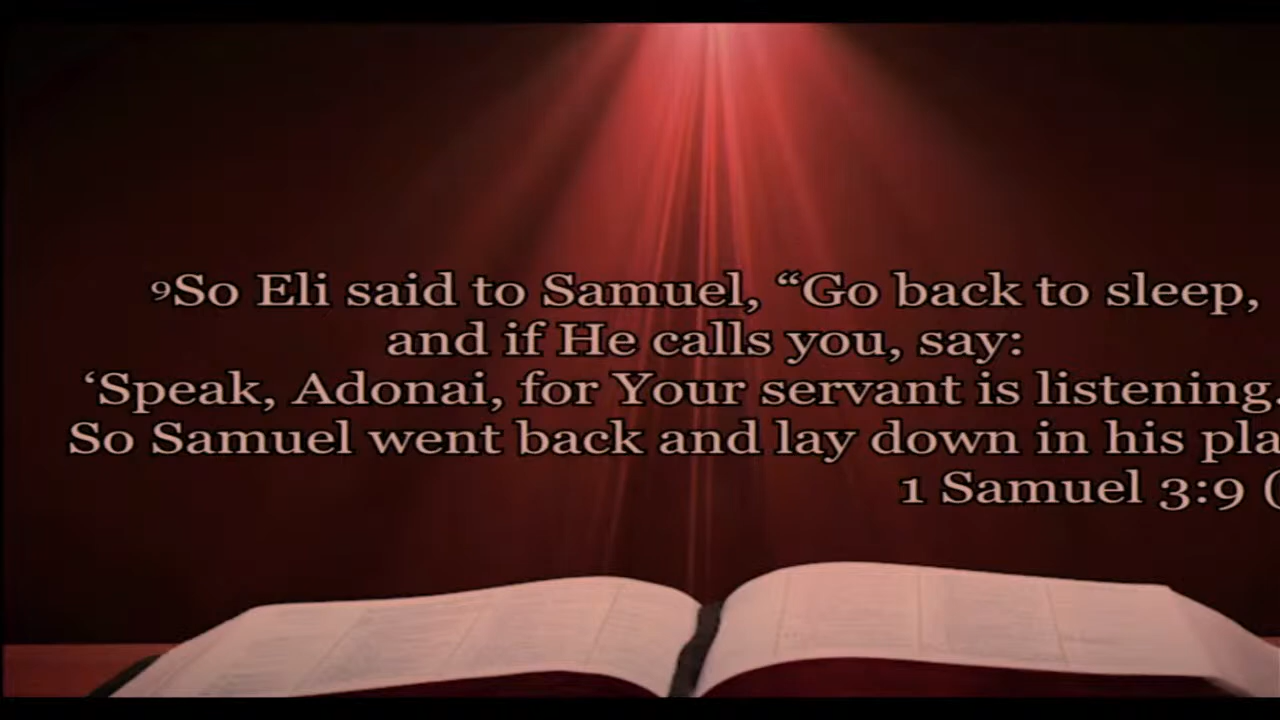 9So Eli said to Samuel, “Go back to sleep,
and if He calls you, say:
‘Speak, Adonai, for Your servant is listening.
So Samuel went back and lay down in his
1 Samuel 3:9 (